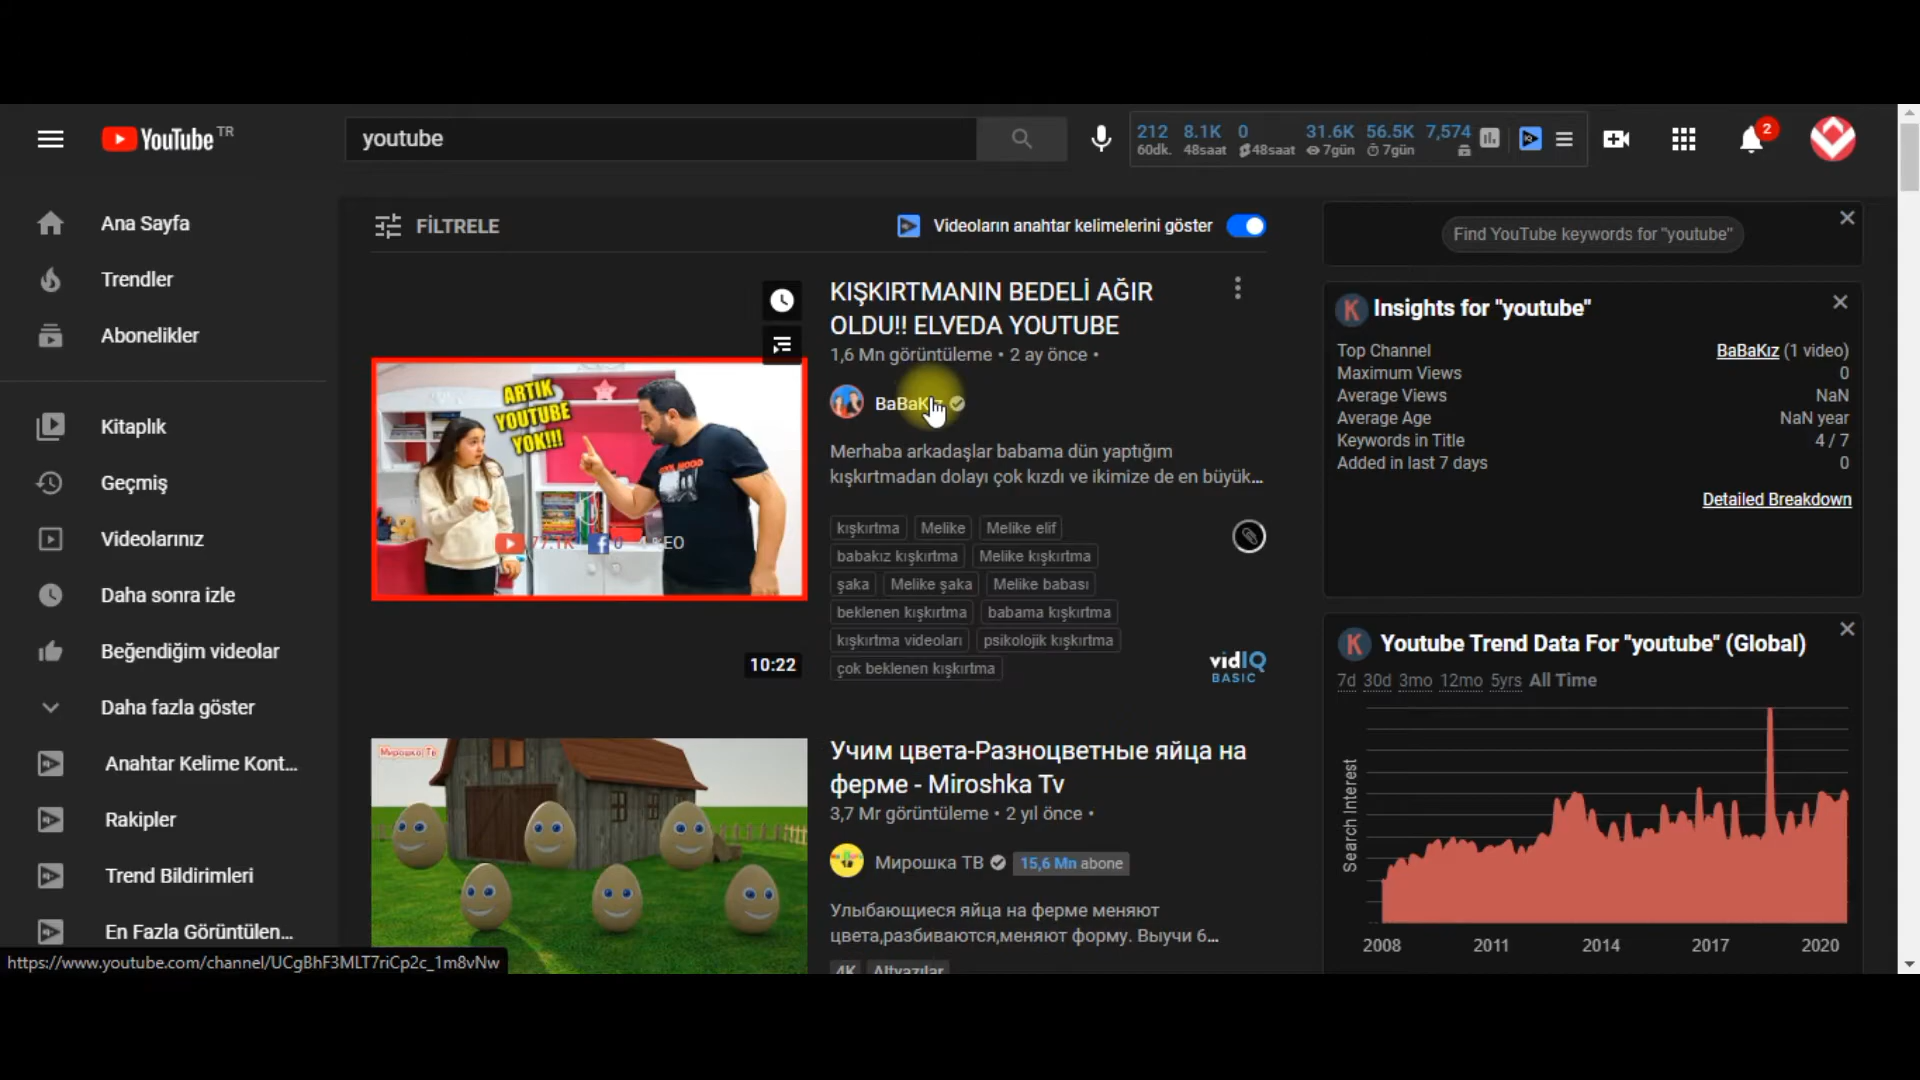 YouTube TR
youtube
212 8.1K 0 31.6K 56.5K 7,574
60dk. 48saat 48saat 7gün 7gün
2
Ana Sayfa
Trendler
Abonelikler
Kitaplık
Geçmiş
Videolarınız
Daha sonra izle
Beğendiğim videolar
Daha fazla göster
Anahtar Kelime Kont...
Rakipler
Trend Bildirimleri
En Fazla Görüntülen...
https://www.youtube.com/channel/UCgBhF3MLT7riCp2c_1m8vNw
FİLTRELE
Videoların anahtar kelimelerini göster
ARTIK
YOUTUBE
YOK!!!
77.1K 0
10:22
KIŞKIRTMANIN BEDELİ AĞIR
OLDU!! ELVEDA YOUTUBE
1,6 Mn görüntüleme • 2 ay önce •
BaBaKız
Merhaba arkadaşlar babama dün yaptığım
kışkırtmadan dolayı çok kızdı ve ikimize de en büyük...
kışkırtma Melike Melike elif
babakız kışkırtma Melike kışkırtma
şaka Melike şaka Melike babası
beklenen kışkırtma babama kışkırtma
kışkırtma videoları psikolojik kışkırtma
çok beklenen kışkırtma
vidIQ
BASIC
Мирошка Тв
Учим цвета-Разноцветные яйца на
ферме - Miroshka Tv
3,7 Mr görüntüleme • 2 yıl önce •
Мирошка ТВ 15,6 Mn abone
Улыбающиеся яйца на ферме меняют
цвета,разбиваются,меняют форму. Выучи 6...
4K Altyazılar
Find YouTube keywords for "youtube"
K Insights for "youtube"
Top Channel BaBaKız (1 video)
Maximum Views 0
Average Views NaN
Average Age NaN year
Keywords in Title 4 / 7
Added in last 7 days 0
Detailed Breakdown
K Youtube Trend Data For "youtube" (Global)
7d 30d 3mo 12mo 5yrs All Time
Search Interest
2008 2011 2014 2017 2020